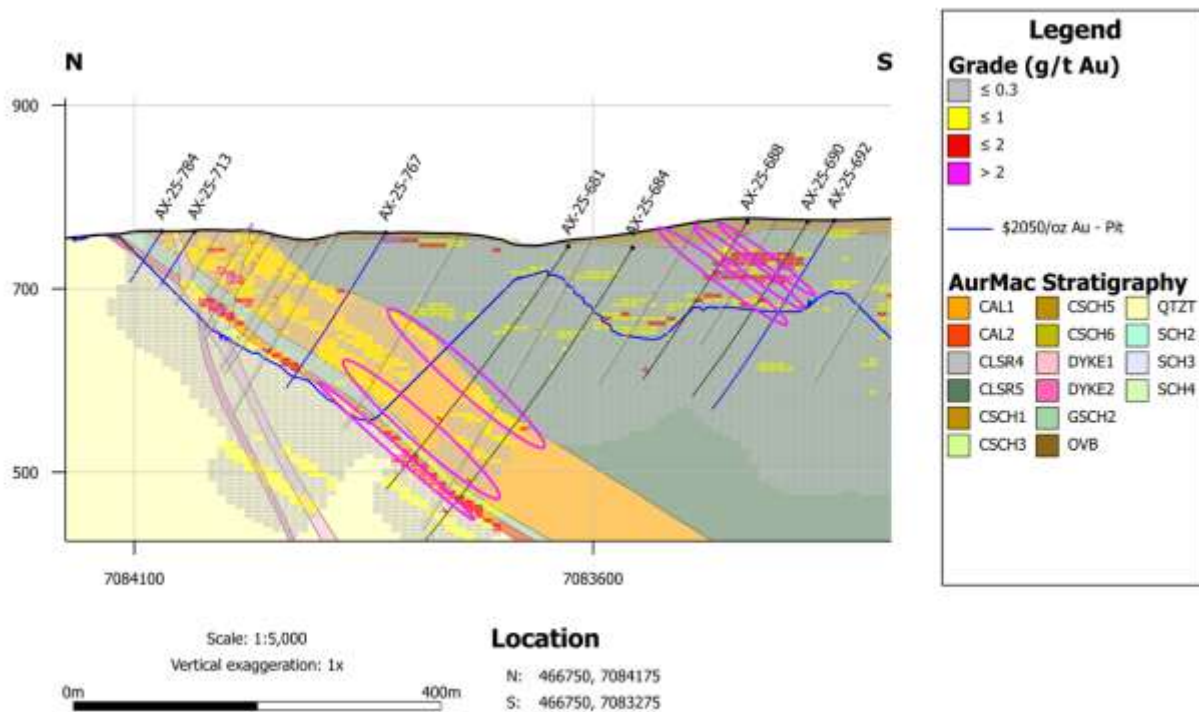 N
S
900
700
500
AX-25-784
AX-25-713
AX-25-767
AX-25-681
AX-25-684
AX-25-688
AX-25-690
AX-25-692
7084100
7083600
Scale: 1:5,000
Vertical exaggeration: 1x
0m
400m
Location
N: 466750, 7084175
S: 466750, 7083275
Legend
Grade (g/t Au)
≤ 0.3
≤ 1
≤ 2
> 2
$2050/oz Au - Pit
AurMac Stratigraphy
CAL1
CAL2
CLSR4
CLSR5
CSCH1
CSCH3
CSCH5
CSCH6
DYKE1
DYKE2
GSCH2
OVB
QTZT
SCH2
SCH3
SCH4